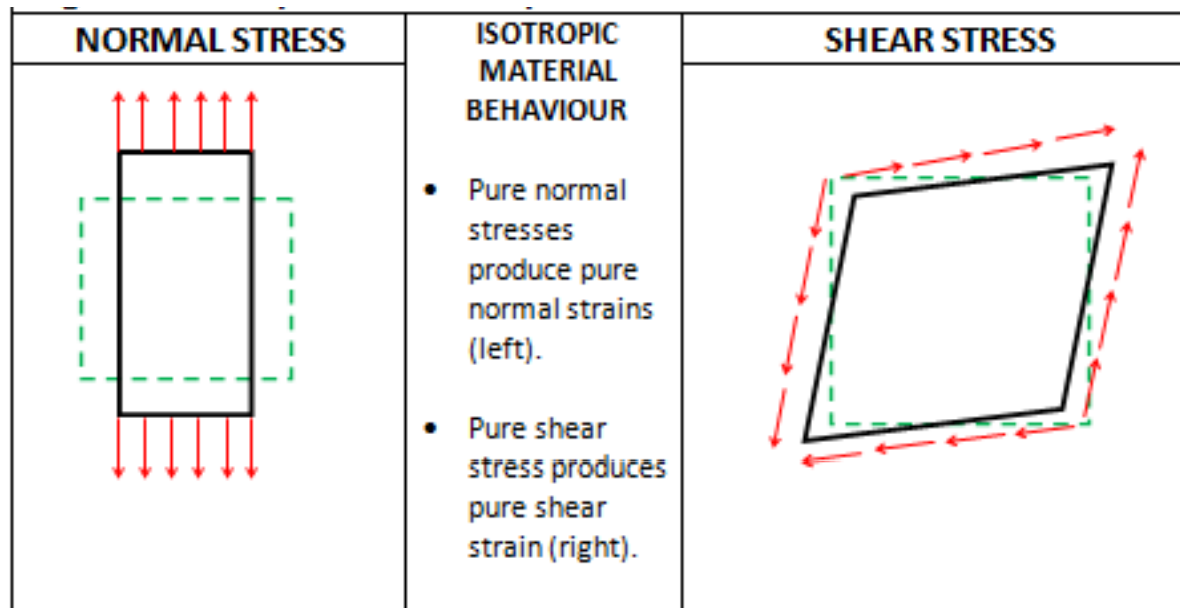 NORMAL STRESS
ISOTROPIC
MATERIAL
BEHAVIOUR
SHEAR STRESS
• Pure normal
stresses
produce pure
normal strains
(left).
• Pure shear
stress produces
pure shear
strain (right).